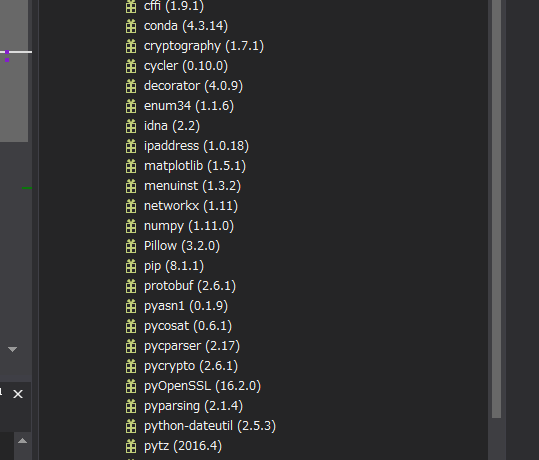 cffi (1.9.1)
conda (4.3.14)
cryptography (1.7.1)
cycler (0.10.0)
decorator (4.0.9)
enum34 (1.1.6)
idna (2.2)
ipaddress (1.0.18)
matplotlib (1.5.1)
menuinst (1.3.2)
networkx (1.11)
numpy (1.11.0)
Pillow (3.2.0)
pip (8.1.1)
protobuf (2.6.1)
pyasn1 (0.1.9)
pycosat (0.6.1)
pycparser (2.17)
pycrypto (2.6.1)
pyOpenSSL (16.2.0)
pyparsing (2.1.4)
python-dateutil (2.5.3)
pytz (2016.4)